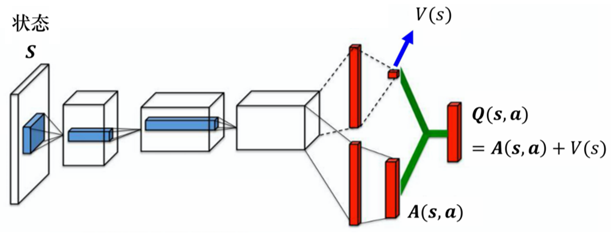 状态
S
V(s)
Q(s,a)
= A(s,a) + V(s)
A(s,a)